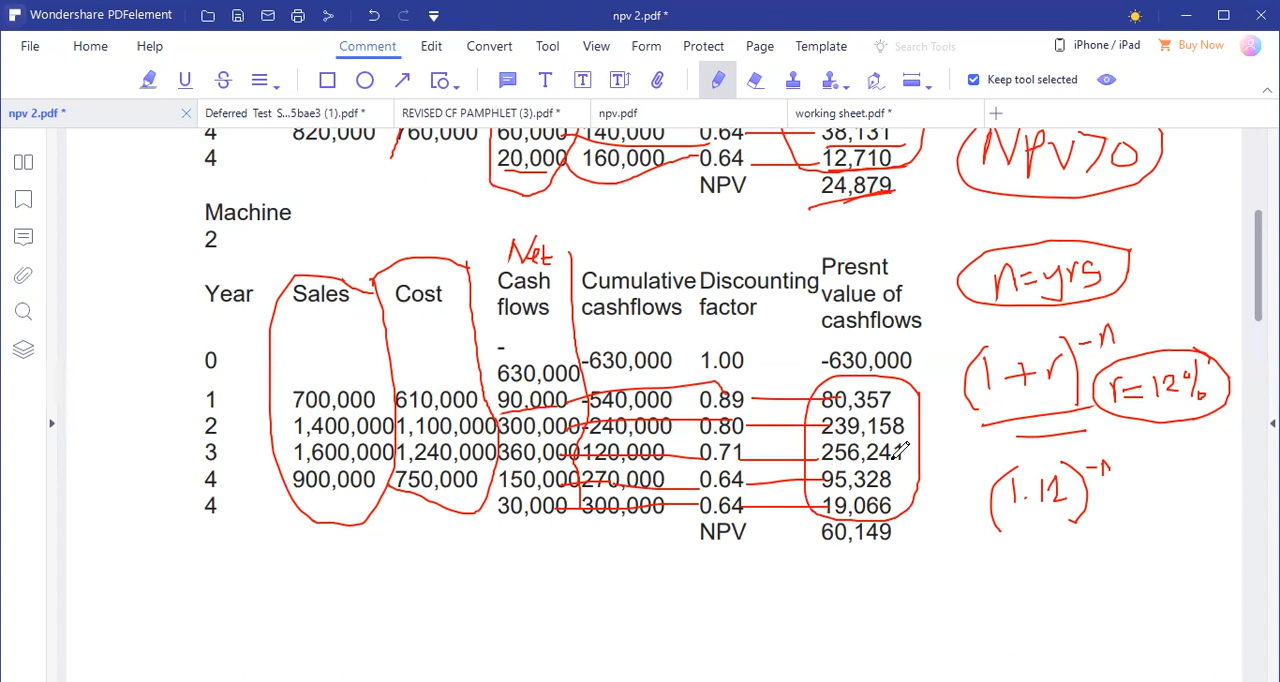 Wondershare PDFelement
npv 2.pdf *
File Home Help Comment Edit Convert Tool View Form Protect Page Template Search Tools iPhone / iPad Buy Now
Keep tool selected
npv 2.pdf * Deferred Test S...5bae3 (1).pdf * REVISED CF PAMPHLET (3).pdf * npv.pdf working sheet.pdf *
4 820,000 760,000 60,000 140,000 0.64 38,131
4 20,000 160,000 0.64 12,710
NPV>0
NPV 24,879
Machine
2
Net
Year Sales Cost Cash flows Cumulative cashflows Discounting factor Presnt value of cashflows
n=yrs
0 -630,000 -630,000 1.00 -630,000
(1+r)-n
r=12%
1 700,000 610,000 90,000 -540,000 0.89 80,357
2 1,400,000 1,100,000 300,000 -240,000 0.80 239,158
3 1,600,000 1,240,000 360,000 120,000 0.71 256,241
4 900,000 750,000 150,000 270,000 0.64 95,328
(1.12)-n
4 30,000 300,000 0.64 19,066
NPV 60,149